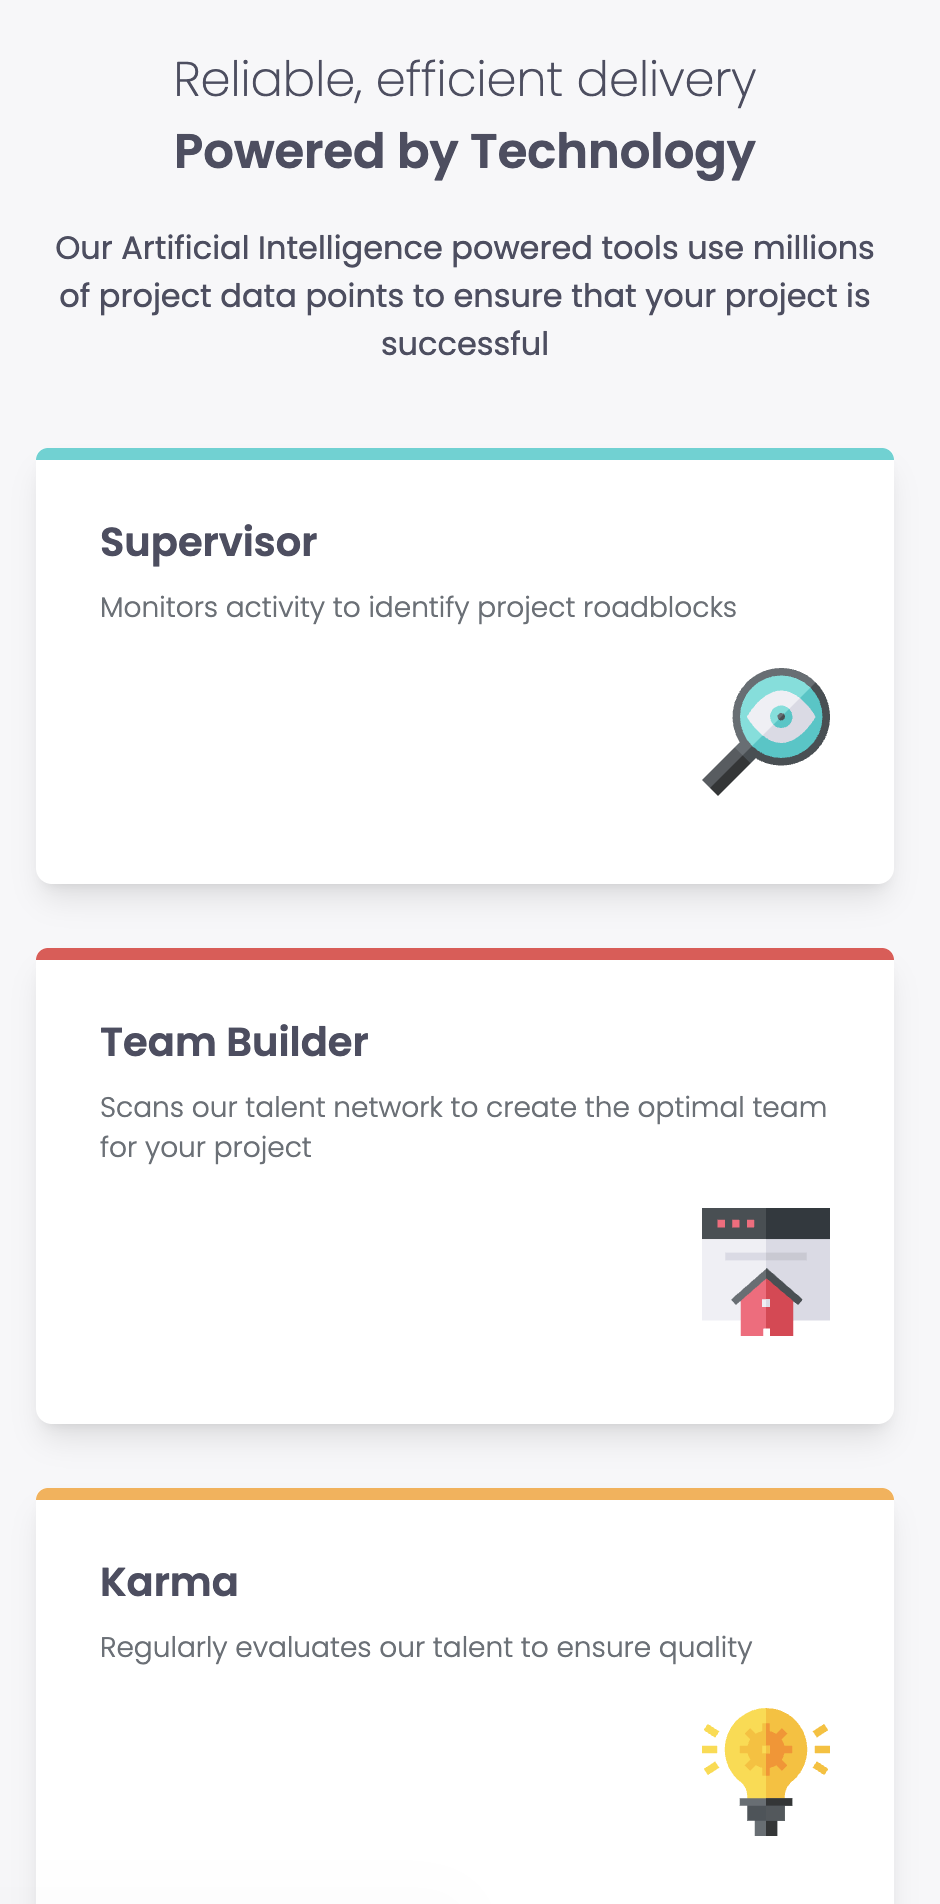 Reliable, efficient delivery
Powered by Technology
Our Artificial Intelligence powered tools use millions
of project data points to ensure that your project is
successful
Supervisor
Monitors activity to identify project roadblocks
Team Builder
Scans our talent network to create the optimal team
for your project
Karma
Regularly evaluates our talent to ensure quality